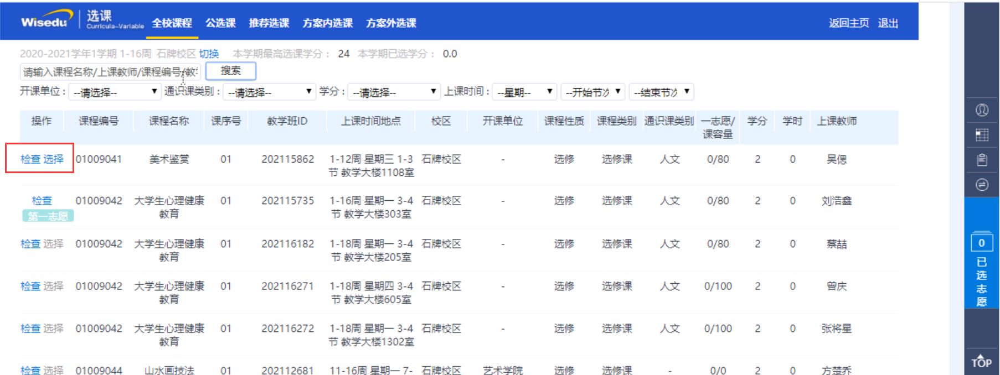 Wisedu 选课 Curricula-Variable 全校课程 公选课 推荐选课 方案内选课 方案外选课 返回主页 退出
2020-2021学年1学期 1-16周 石牌校区 切换 本学期最高选课学分： 24 本学期已选学分： 0.0
请输入课程名称/上课教师/课程编号/教 搜索
开课单位： --请选择-- 通识课类别： --请选择-- 学分： --请选择-- 上课时间： --星期-- --开始节次 --结束节次
操作 课程编号 课程名称 课序号 教学班ID 上课时间地点 校区 开课单位 课程性质 课程类别 通识课类别 一志愿/ 学分 学时 上课教师
课容量
检查 选择 01009041 美术鉴赏 01 202115862 1-12周 星期三 1-3 石牌校区 - 选修 选修课 人文 0/80 2 0 吴偲
节 教学大楼1108室
检查 01009042 大学生心理健康 01 202115735 1-16周 星期一 3-4 石牌校区 - 选修 选修课 人文 0/80 2 0 刘浩鑫
第一志愿 教育 节 教学大楼303室
检查 选择 01009042 大学生心理健康 01 202116182 1-18周 星期一 3-4 石牌校区 - 选修 选修课 人文 0/80 2 0 蔡喆
教育 节 教学大楼205室
检查 选择 01009042 大学生心理健康 01 202116271 1-18周 星期四 3-4 石牌校区 - 选修 选修课 人文 0/100 2 0 曾庆
教育 节 教学大楼605室
检查 选择 01009042 大学生心理健康 01 202116272 1-18周 星期一 3-4 石牌校区 - 选修 选修课 人文 0/100 2 0 张将星
教育 节 教学大楼1302室
检查 选择 01009044 山水画技法 01 202112681 11-16周 星期一 7- 石牌校区 艺术学院 选修 选修课 - 0/0 2 0 方楚乔
0
已
选
志
愿
TOP